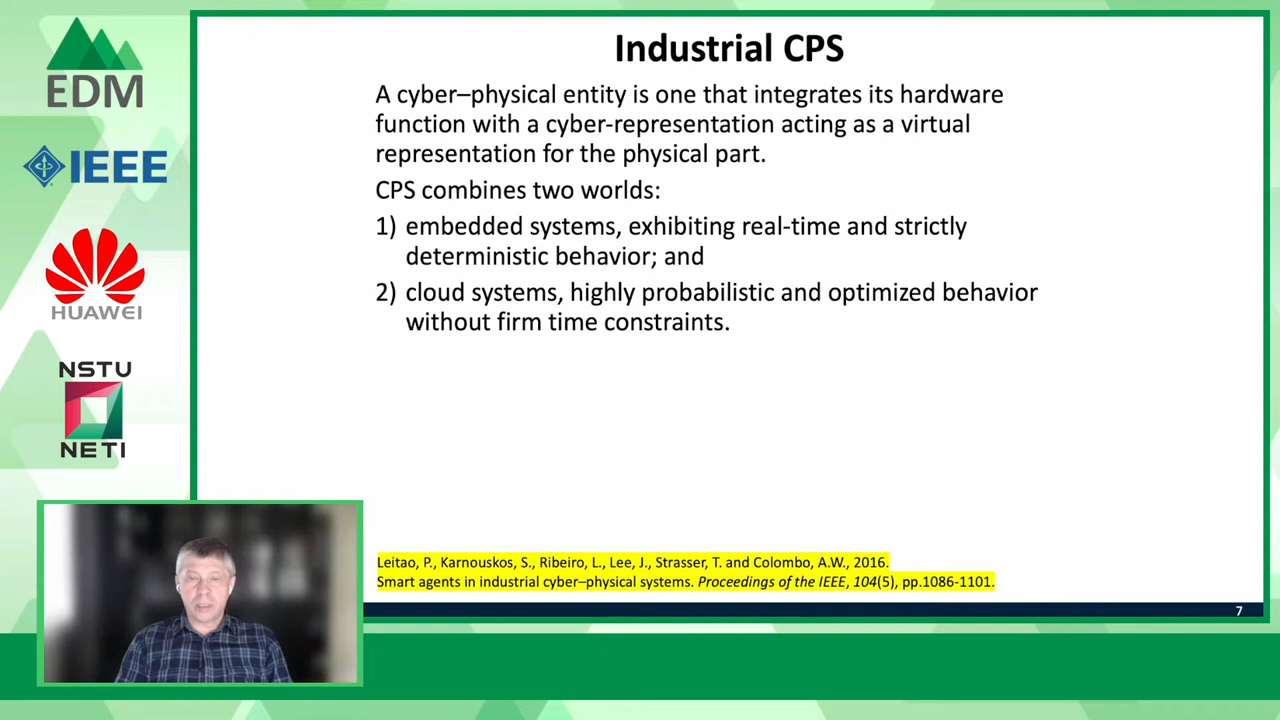 EDM
IEEE
HUAWEI
NSTU
NETI
Industrial CPS
A cyber–physical entity is one that integrates its hardware
function with a cyber-representation acting as a virtual
representation for the physical part.
CPS combines two worlds:
1) embedded systems, exhibiting real-time and strictly
deterministic behavior; and
2) cloud systems, highly probabilistic and optimized behavior
without firm time constraints.
Leitao, P., Karnouskos, S., Ribeiro, L., Lee, J., Strasser, T. and Colombo, A.W., 2016.
Smart agents in industrial cyber–physical systems. Proceedings of the IEEE, 104(5), pp.1086-1101.
7